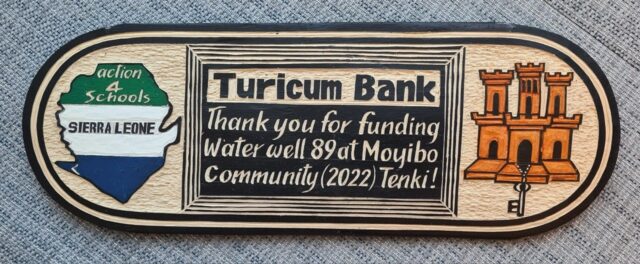 action
4
Schools
SIERRA LEONE
Turicum Bank
Thank you for funding
Water well 89 at Moyibo
Community (2022) Tenki!